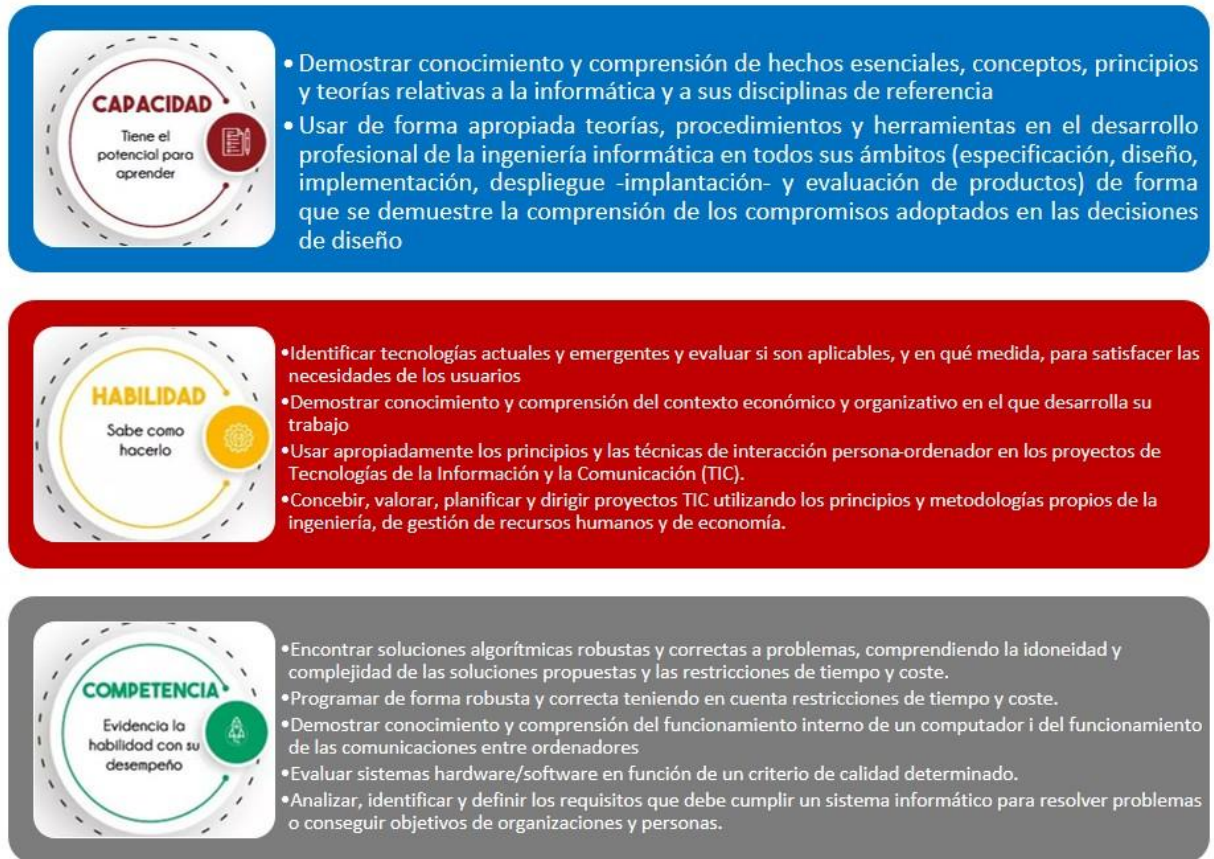 CAPACIDAD
Tiene el
potencial para
aprender
• Demostrar conocimiento y comprensión de hechos esenciales, conceptos, principios
y teorías relativas a la informática y a sus disciplinas de referencia
• Usar de forma apropiada teorías, procedimientos y herramientas en el desarrollo
profesional de la ingeniería informática en todos sus ámbitos (especificación, diseño,
implementación, despliegue -implantación- y evaluación de productos) de forma
que se demuestre la comprensión de los compromisos adoptados en las decisiones
de diseño
HABILIDAD
Sabe como
hacerlo
•Identificar tecnologías actuales y emergentes y evaluar si son aplicables, y en qué medida, para satisfacer las
necesidades de los usuarios
•Demostrar conocimiento y comprensión del contexto económico y organizativo en el que desarrolla su
trabajo
•Usar apropiadamente los principios y las técnicas de interacción persona-ordenador en los proyectos de
Tecnologías de la Información y la Comunicación (TIC).
•Concebir, valorar, planificar y dirigir proyectos TIC utilizando los principios y metodologías propios de la
ingeniería, de gestión de recursos humanos y de economía.
COMPETENCIA
Evidencia la
habilidad con su
desempeño
•Encontrar soluciones algorítmicas robustas y correctas a problemas, comprendiendo la idoneidad y
complejidad de las soluciones propuestas y las restricciones de tiempo y coste.
•Programar de forma robusta y correcta teniendo en cuenta restricciones de tiempo y coste.
•Demostrar conocimiento y comprensión del funcionamiento interno de un computador i del funcionamiento
de las comunicaciones entre ordenadores
•Evaluar sistemas hardware/software en función de un criterio de calidad determinado.
•Analizar, identificar y definir los requisitos que debe cumplir un sistema informático para resolver problemas
o conseguir objetivos de organizaciones y personas.